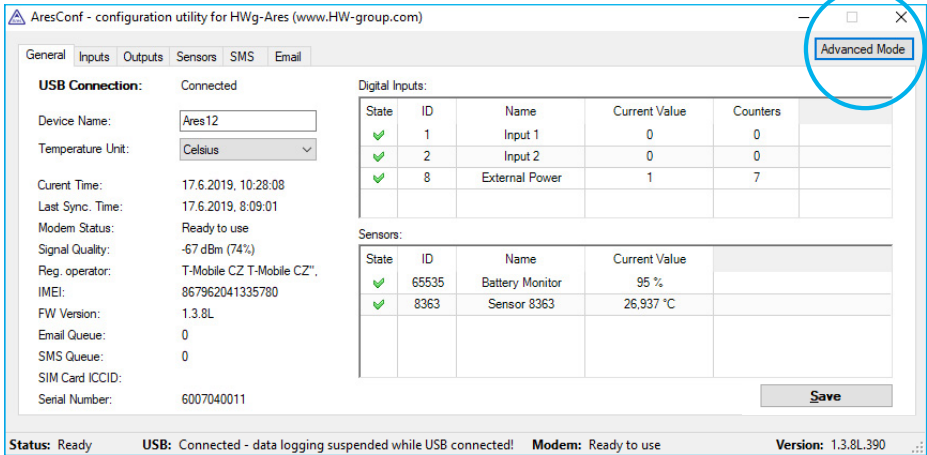 AresConf - configuration utility for HWg-Ares (www.HW-group.com)
Advanced Mode
General Inputs Outputs Sensors SMS Email
USB Connection: Connected
Device Name: Ares12
Temperature Unit: Celsius
Curent Time: 17.6.2019, 10:28:08
Last Sync. Time: 17.6.2019, 8:09:01
Modem Status: Ready to use
Signal Quality: -67 dBm (74%)
Reg. operator: T-Mobile CZ T-Mobile CZ",
IMEI: 867962041335780
FW Version: 1.3.8L
Email Queue: 0
SMS Queue: 0
SIM Card ICCID:
Serial Number: 6007040011
Digital Inputs:
State ID Name Current Value Counters
1 Input 1 0 0
2 Input 2 0 0
8 External Power 1 7
Sensors:
State ID Name Current Value
65535 Battery Monitor 95 %
8363 Sensor 8363 26,937 °C
Save
Status: Ready USB: Connected - data logging suspended while USB connected! Modem: Ready to use Version: 1.3.8L.390